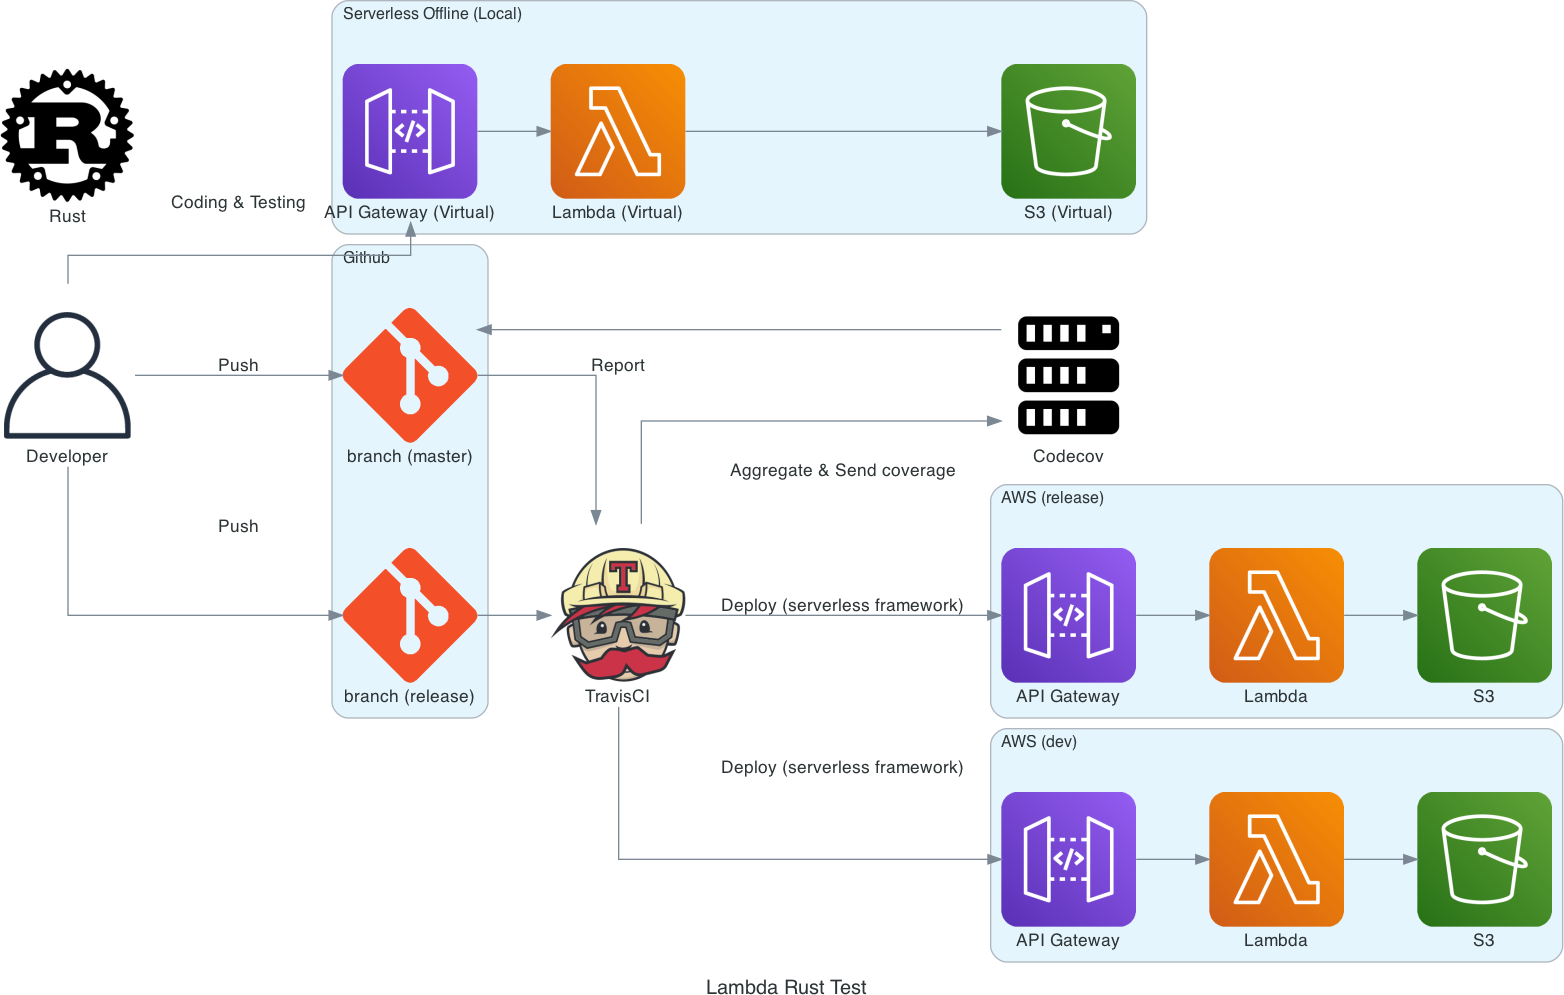 Serverless Offline (Local)
Rust
Coding & Testing
API Gateway (Virtual)
Lambda (Virtual)
S3 (Virtual)
Github
Push
Report
Developer
branch (master)
Codecov
Aggregate & Send coverage
Push
AWS (release)
T
Deploy (serverless framework)
branch (release)
TravisCI
API Gateway
Lambda
S3
AWS (dev)
Deploy (serverless framework)
API Gateway
Lambda
S3
Lambda Rust Test